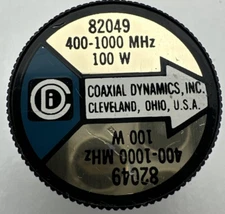 82049
400-1000 MHz
100 W
COAXIAL DYNAMICS, INC.
CLEVELAND, OHIO, U.S.A.
100 W
400-1000 MHz
82049